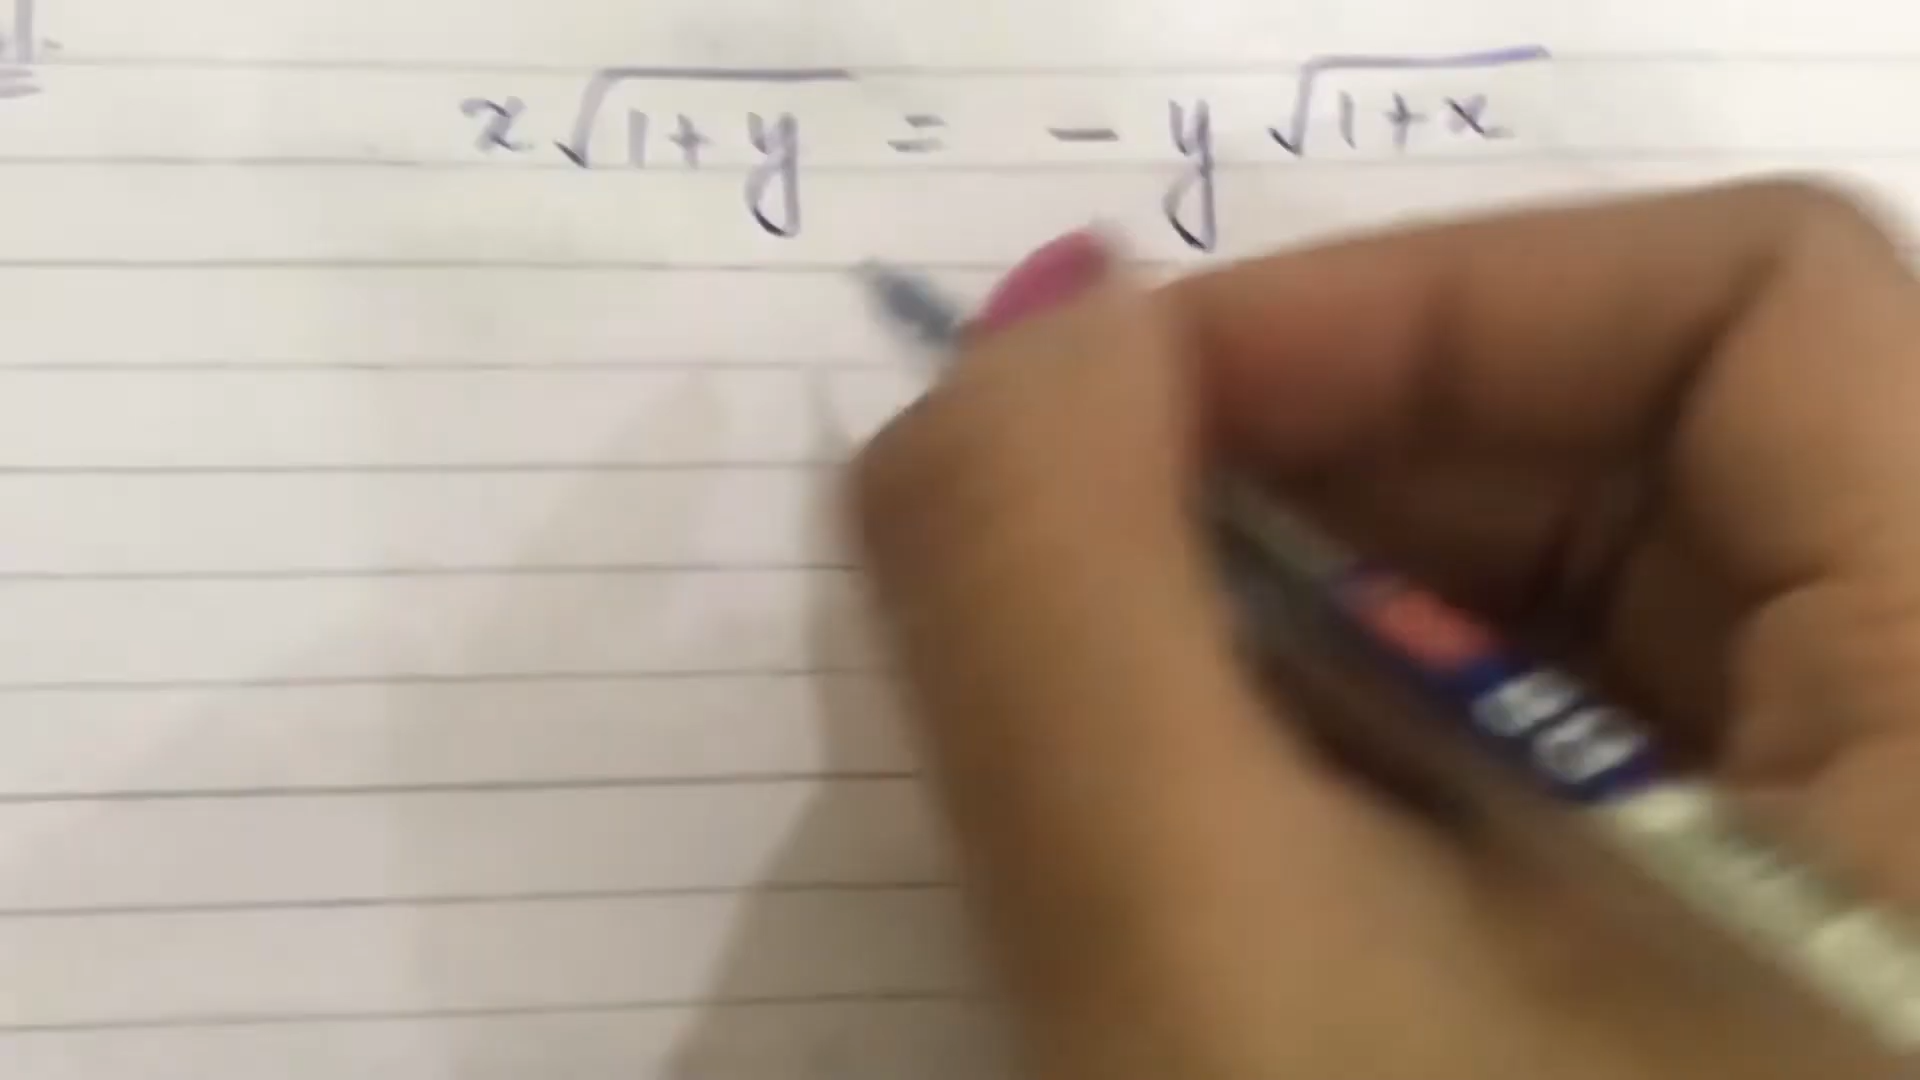 x√1+y = - y √1+x